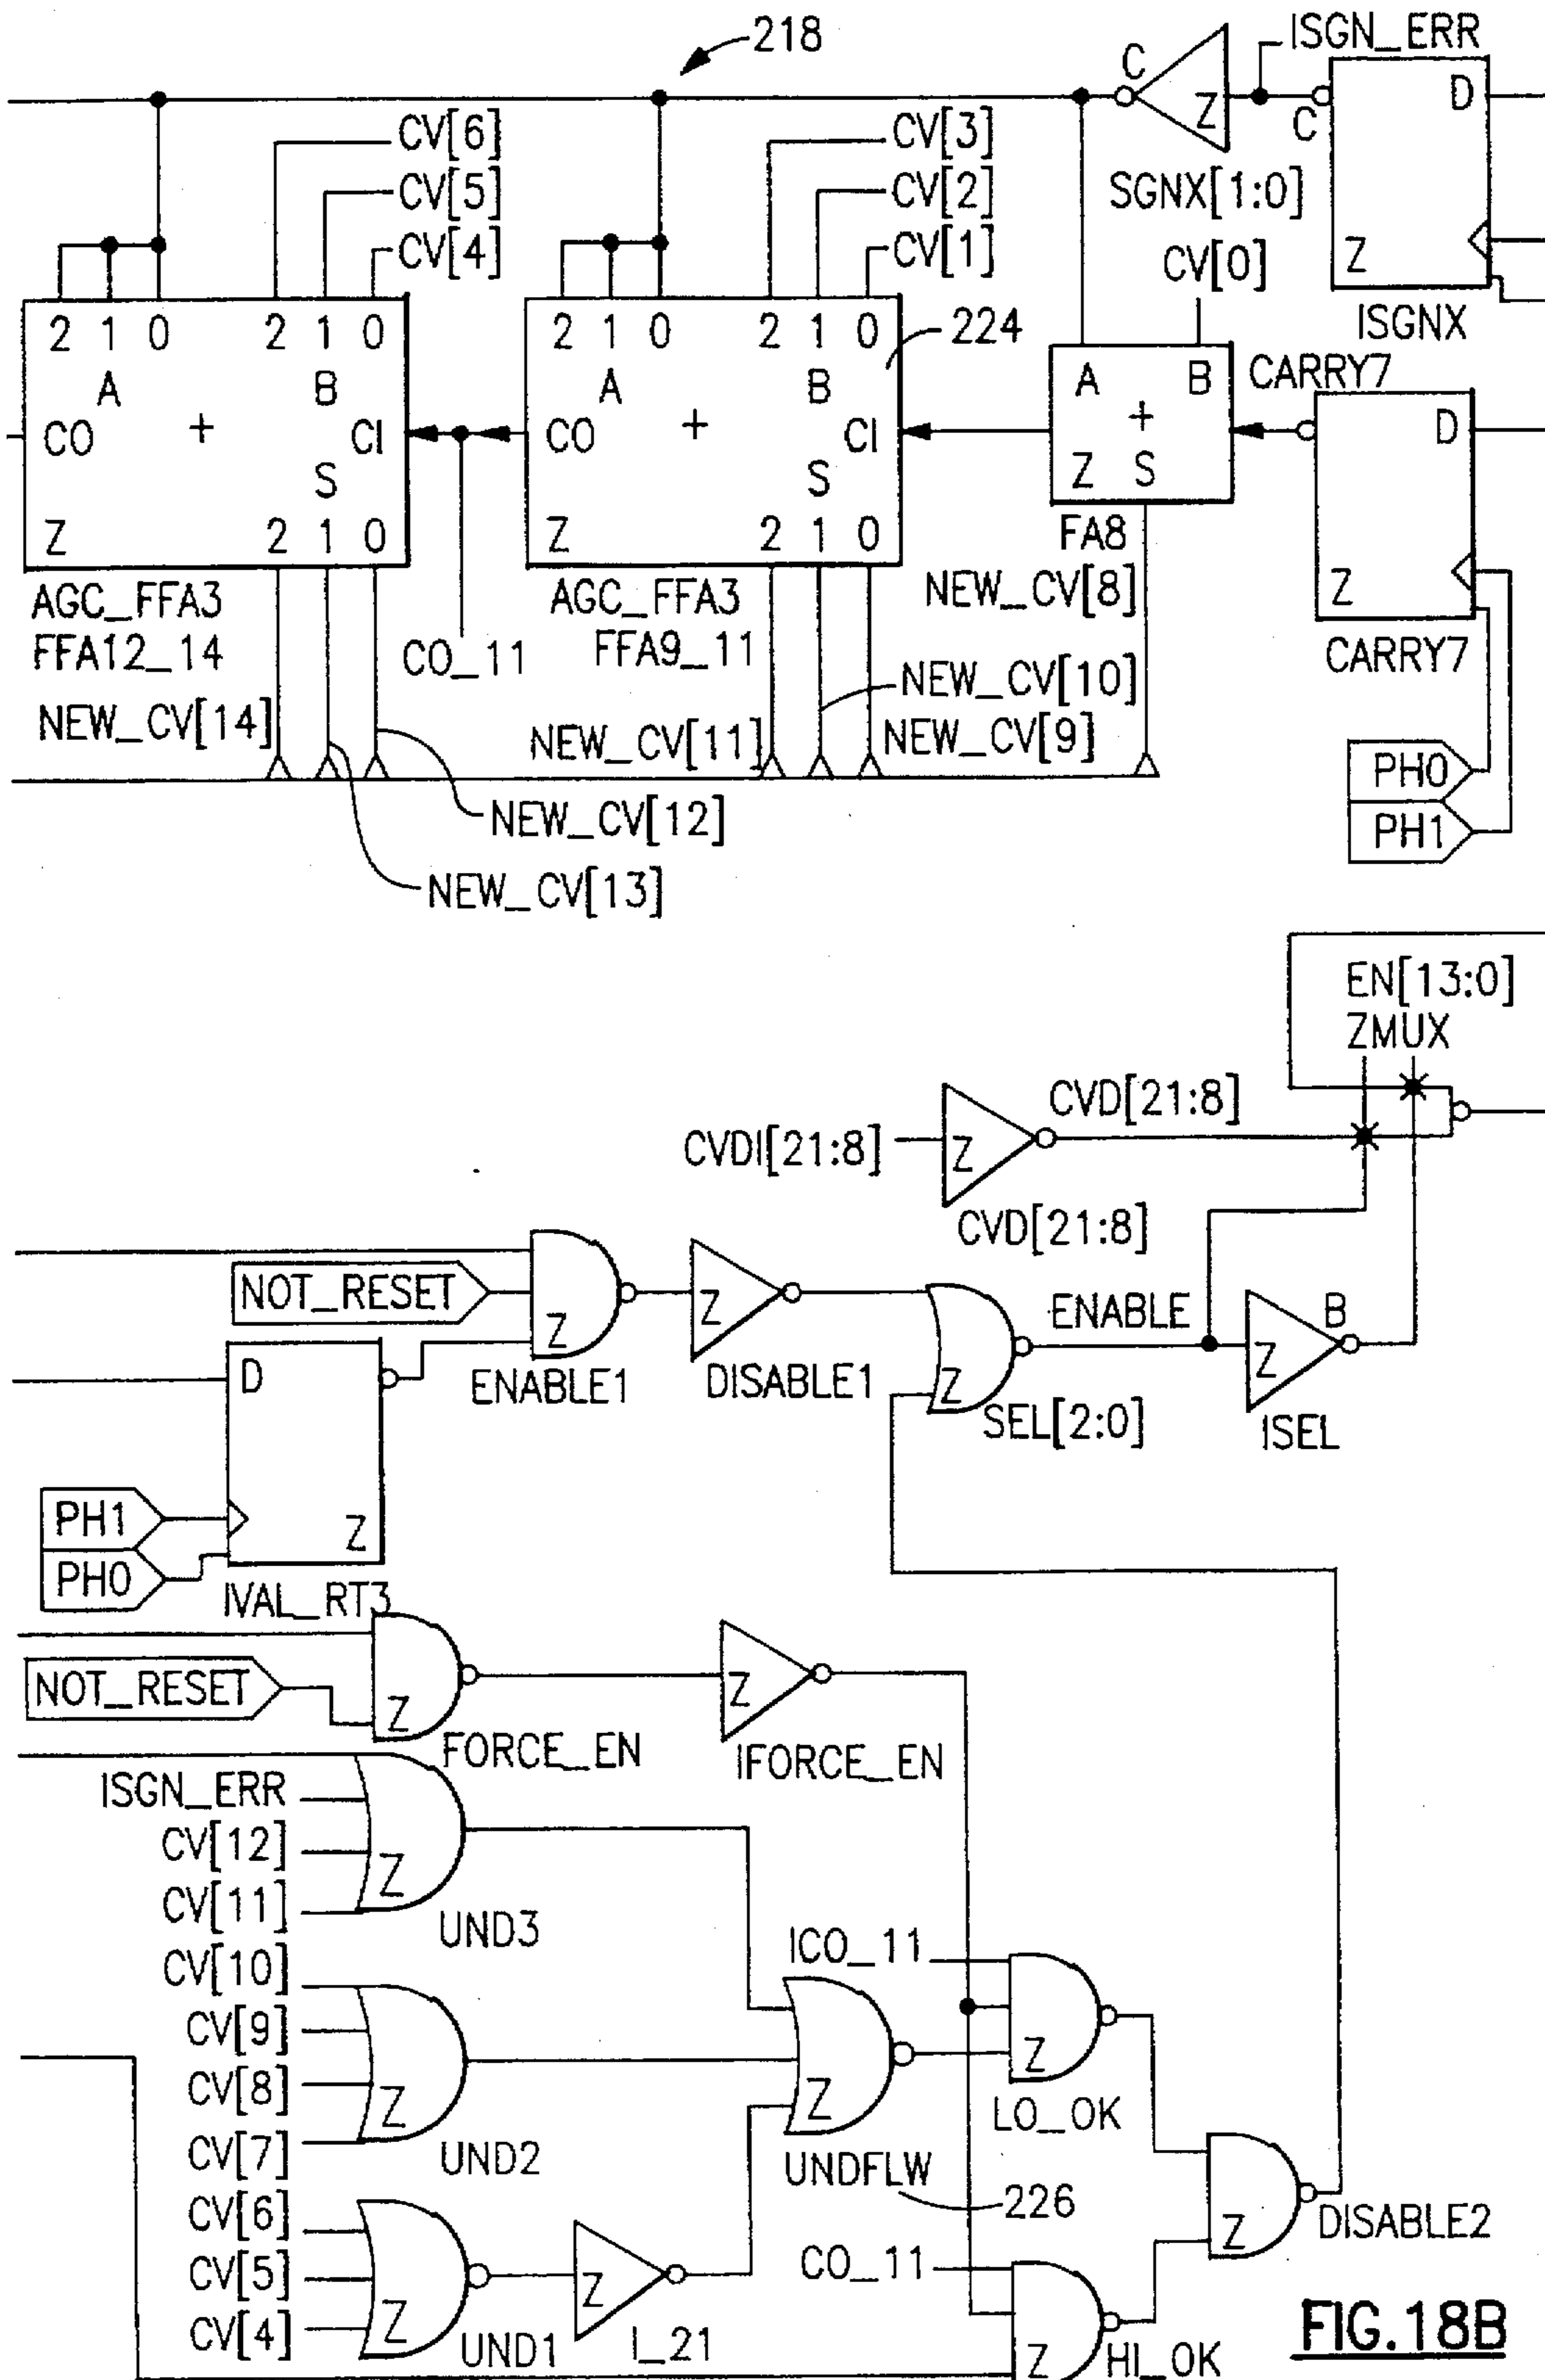 218
ISGN_ERR
C
Z
C
D
Z
ISGNX
SGNX[1:0]
CV[6]
CV[5]
CV[4]
CV[3]
CV[2]
CV[1]
CV[0]
2 1 0 2 1 0
A B
CO + CI
S
Z 2 1 0
AGC_FFA3
FFA12_14
2 1 0 2 1 0
224
A B
CO + CI
S
Z 2 1 0
AGC_FFA3
FFA9_11
A B
+
Z S
FA8
CARRY7
D
Z
CARRY7
CO_11
NEW_CV[8]
NEW_CV[10]
NEW_CV[14]
NEW_CV[11]
NEW_CV[9]
NEW_CV[12]
NEW_CV[13]
PH0
PH1
EN[13:0]
ZMUX
CVD[21:8]
CVDI[21:8]
Z
CVD[21:8]
NOT_RESET
Z
ENABLE1
Z
DISABLE1
Z
ENABLE
SEL[2:0]
Z
B
ISEL
D
Z
PH1
PH0
IVAL_RT3
NOT_RESET
Z
FORCE_EN
Z
IFORCE_EN
ISGN_ERR
CV[12]
CV[11]
Z
UND3
CV[10]
CV[9]
CV[8]
CV[7]
Z
UND2
CV[6]
CV[5]
CV[4]
Z
UND1
Z
I_21
Z
UNDFLW
226
ICO_11
Z
LO_OK
CO_11
Z
HI_OK
Z
DISABLE2
FIG.18B